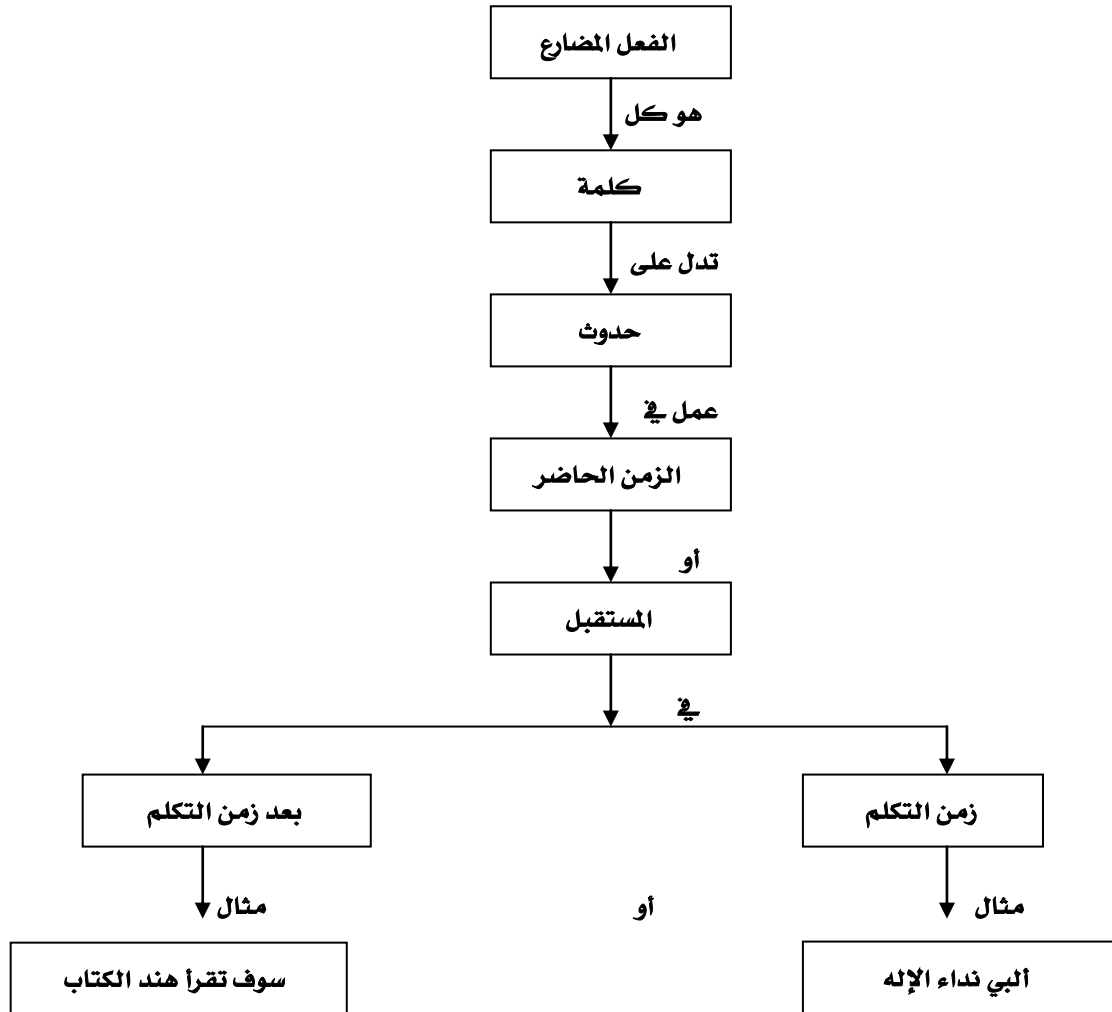 الفعل المضارع
هو كل
كلمة
تدل على
حدوث
عمل في
الزمن الحاضر
أو
المستقبل
في
زمن التكلم
بعد زمن التكلم
مثال
أو
مثال
ألبي نداء الإله
سوف تقرأ هند الكتاب